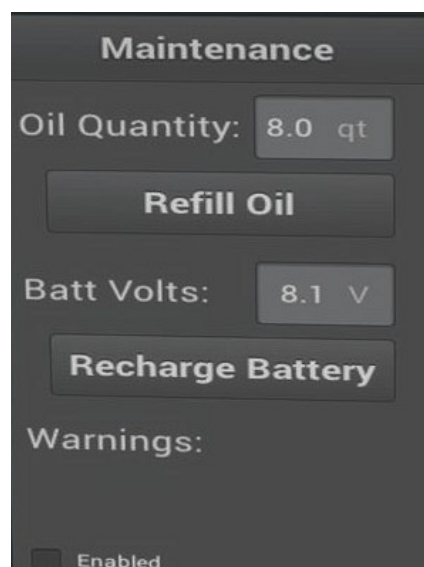 Maintenance
Oil Quantity: 8.0 qt
Refill Oil
Batt Volts: 8.1 V
Recharge Battery
Warnings:
Enabled